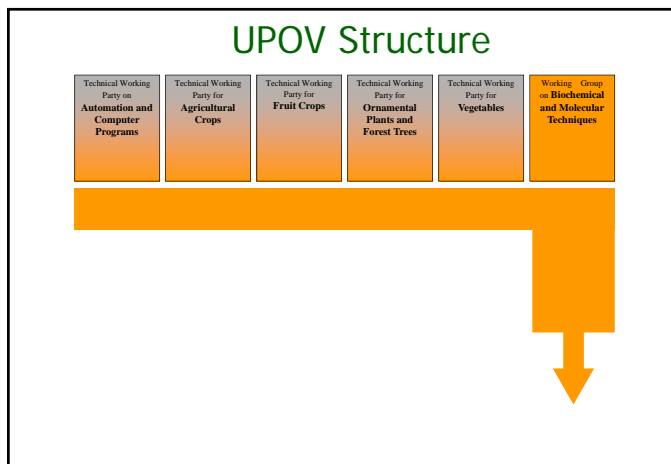 UPOV Structure
Technical Working
Party on
Automation and
Computer
Programs
Technical Working
Party for
Agricultural
Crops
Technical Working
Party for
Fruit Crops
Technical Working
Party for
Ornamental
Plants and
Forest Trees
Technical Working
Party for
Vegetables
Working Group
on Biochemical
and Molecular
Techniques